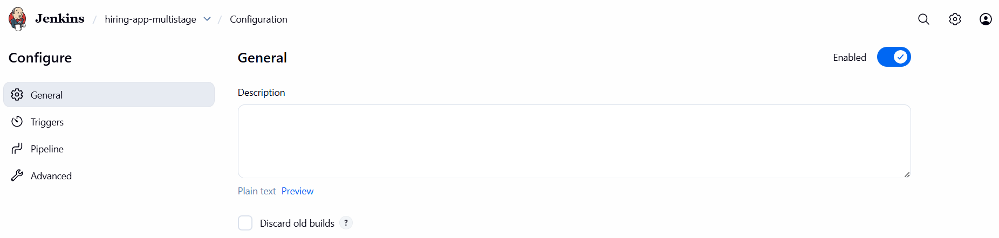 Jenkins / hiring-app-multistage / Configuration
Configure
General
Triggers
Pipeline
Advanced
General
Enabled
Description
Plain text Preview
Discard old builds ?